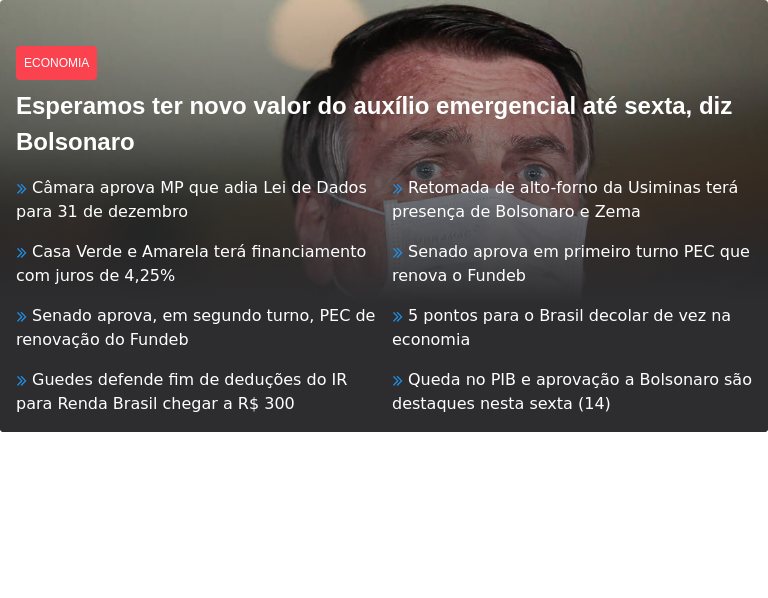 ECONOMIA
Esperamos ter novo valor do auxílio emergencial até sexta, diz
Bolsonaro
Câmara aprova MP que adia Lei de Dados
para 31 de dezembro
Retomada de alto-forno da Usiminas terá
presença de Bolsonaro e Zema
Casa Verde e Amarela terá financiamento
com juros de 4,25%
Senado aprova em primeiro turno PEC que
renova o Fundeb
Senado aprova, em segundo turno, PEC de
renovação do Fundeb
5 pontos para o Brasil decolar de vez na
economia
Guedes defende fim de deduções do IR
para Renda Brasil chegar a R$ 300
Queda no PIB e aprovação a Bolsonaro são
destaques nesta sexta (14)